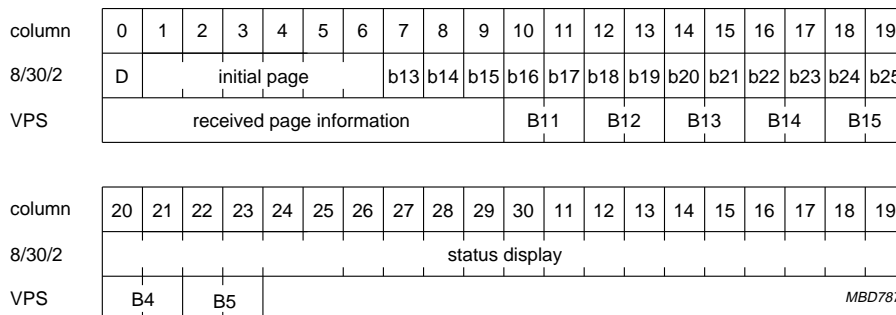 column 0 1 2 3 4 5 6 7 8 9 10 11 12 13 14 15 16 17 18 19
8/30/2 D initial page b13 b14 b15 b16 b17 b18 b19 b20 b21 b22 b23 b24 b25
VPS received page information B11 B12 B13 B14 B15
column 20 21 22 23 24 25 26 27 28 29 30 11 12 13 14 15 16 17 18 19
8/30/2 status display
VPS B4 B5 MBD787